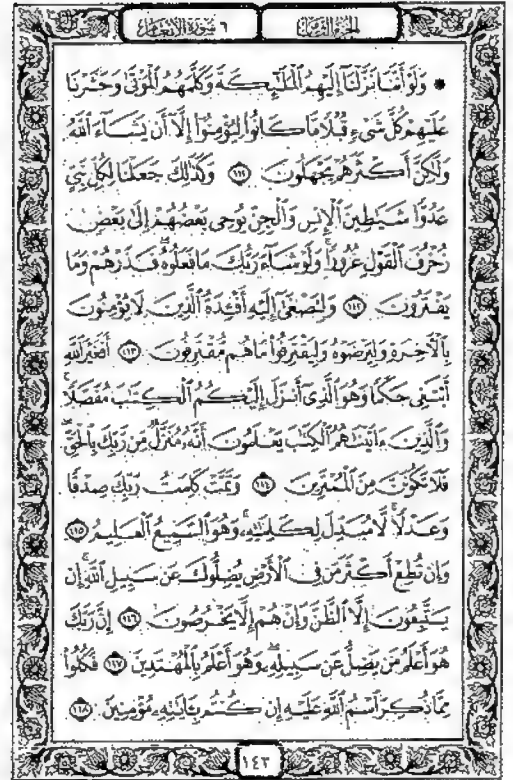 الجزء الثامن
٦ سورة الأنعام
۞ وَلَوْ أَنَّنَا نَزَّلْنَا إِلَيْهِمُ ٱلْمَلَٰٓئِكَةَ وَكَلَّمَهُمُ ٱلْمَوْتَىٰ وَحَشَرْنَا
عَلَيْهِمْ كُلَّ شَىْءٍ قُبُلًا مَّا كَانُوا۟ لِيُؤْمِنُوٓا۟ إِلَّآ أَن يَشَآءَ ٱللَّهُ
وَلَٰكِنَّ أَكْثَرَهُمْ يَجْهَلُونَ ١١١ وَكَذَٰلِكَ جَعَلْنَا لِكُلِّ نَبِىٍّ
عَدُوًّا شَيَٰطِينَ ٱلْإِنسِ وَٱلْجِنِّ يُوحِى بَعْضُهُمْ إِلَىٰ بَعْضٍ
زُخْرُفَ ٱلْقَوْلِ غُرُورًا ۚ وَلَوْ شَآءَ رَبُّكَ مَا فَعَلُوهُ ۖ فَذَرْهُمْ وَمَا
يَفْتَرُونَ ١١٢ وَلِتَصْغَىٰٓ إِلَيْهِ أَفْـِٔدَةُ ٱلَّذِينَ لَا يُؤْمِنُونَ
بِٱلْءَاخِرَةِ وَلِيَرْضَوْهُ وَلِيَقْتَرِفُوا۟ مَا هُم مُّقْتَرِفُونَ ١١٣ أَفَغَيْرَ ٱللَّهِ
أَبْتَغِى حَكَمًا وَهُوَ ٱلَّذِىٓ أَنزَلَ إِلَيْكُمُ ٱلْكِتَٰبَ مُفَصَّلًا ۚ
وَٱلَّذِينَ ءَاتَيْنَٰهُمُ ٱلْكِتَٰبَ يَعْلَمُونَ أَنَّهُۥ مُنَزَّلٌ مِّن رَّبِّكَ بِٱلْحَقِّ ۖ
فَلَا تَكُونَنَّ مِنَ ٱلْمُمْتَرِينَ ١١٤ وَتَمَّتْ كَلِمَتُ رَبِّكَ صِدْقًا
وَعَدْلًا ۚ لَّا مُبَدِّلَ لِكَلِمَٰتِهِۦ ۚ وَهُوَ ٱلسَّمِيعُ ٱلْعَلِيمُ ١١٥
وَإِن تُطِعْ أَكْثَرَ مَن فِى ٱلْأَرْضِ يُضِلُّوكَ عَن سَبِيلِ ٱللَّهِ ۚ إِن
يَتَّبِعُونَ إِلَّا ٱلظَّنَّ وَإِنْ هُمْ إِلَّا يَخْرُصُونَ ١١٦ إِنَّ رَبَّكَ
هُوَ أَعْلَمُ مَن يَضِلُّ عَن سَبِيلِهِۦ ۖ وَهُوَ أَعْلَمُ بِٱلْمُهْتَدِينَ ١١٧ فَكُلُوا۟
مِمَّا ذُكِرَ ٱسْمُ ٱللَّهِ عَلَيْهِ إِن كُنتُم بِـَٔايَٰتِهِۦ مُؤْمِنِينَ ١١٨
١٤٣